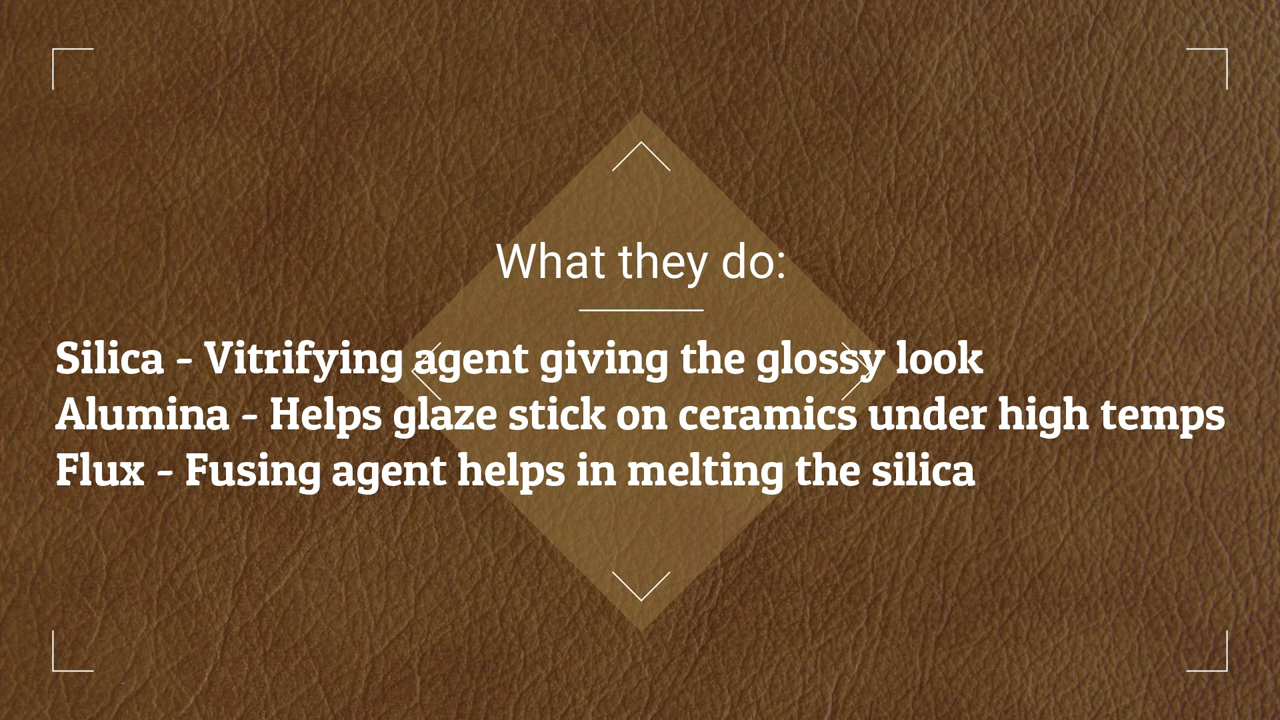 What they do:
Silica - Vitrifying agent giving the glossy look
Alumina - Helps glaze stick on ceramics under high temps
Flux - Fusing agent helps in melting the silica